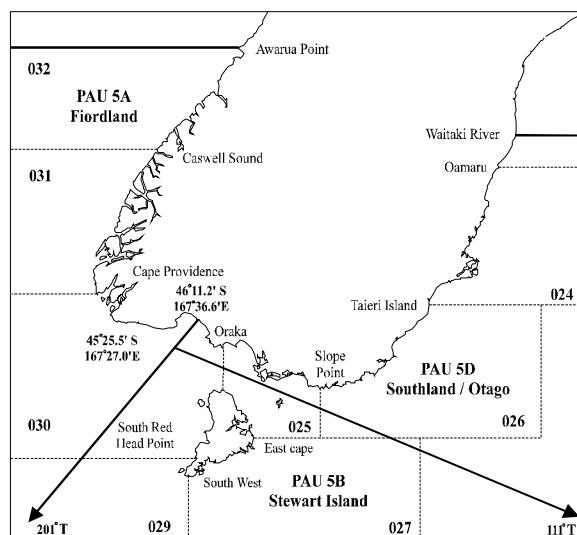 Awarua Point
032
PAU 5A
Fiordland
Waitaki River
Caswell Sound
Oamaru
031
Cape Providence
46°11.2' S
167°36.6'E
024
Taieri Island
45°25.5' S
167°27.0'E
Oraka
Slope
Point
PAU 5D
Southland / Otago
030
South Red
Head Point
025
026
East cape
South West
PAU 5B
Stewart Island
201°T
029
027
111°T